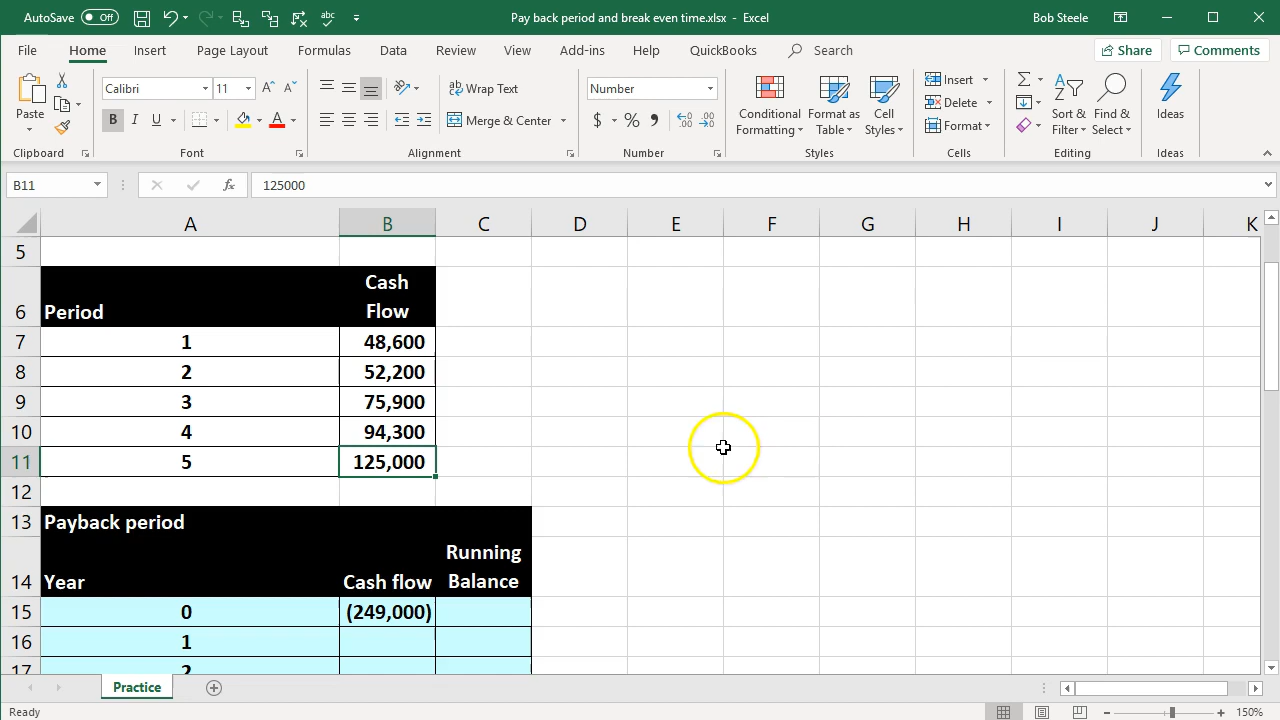 AutoSave Off Pay back period and break even time.xlsx - Excel Bob Steele
File Home Insert Page Layout Formulas Data Review View Add-ins Help QuickBooks Search Share Comments
Paste
Calibri 11
B I U A
Wrap Text
Merge & Center
Number
$ % 9
Conditional Formatting
Format as Table
Cell Styles
Insert
Delete
Format
Sort & Filter
Find & Select
Ideas
Clipboard Font Alignment Number Styles Cells Editing Ideas
B11 fx 125000
A B C D E F G H I J K
5
6 Period Cash Flow
7 1 48,600
8 2 52,200
9 3 75,900
10 4 94,300
11 5 125,000
12
13 Payback period
14 Year Cash flow Running Balance
15 0 (249,000)
16 1
17 2
Practice
Ready 150%